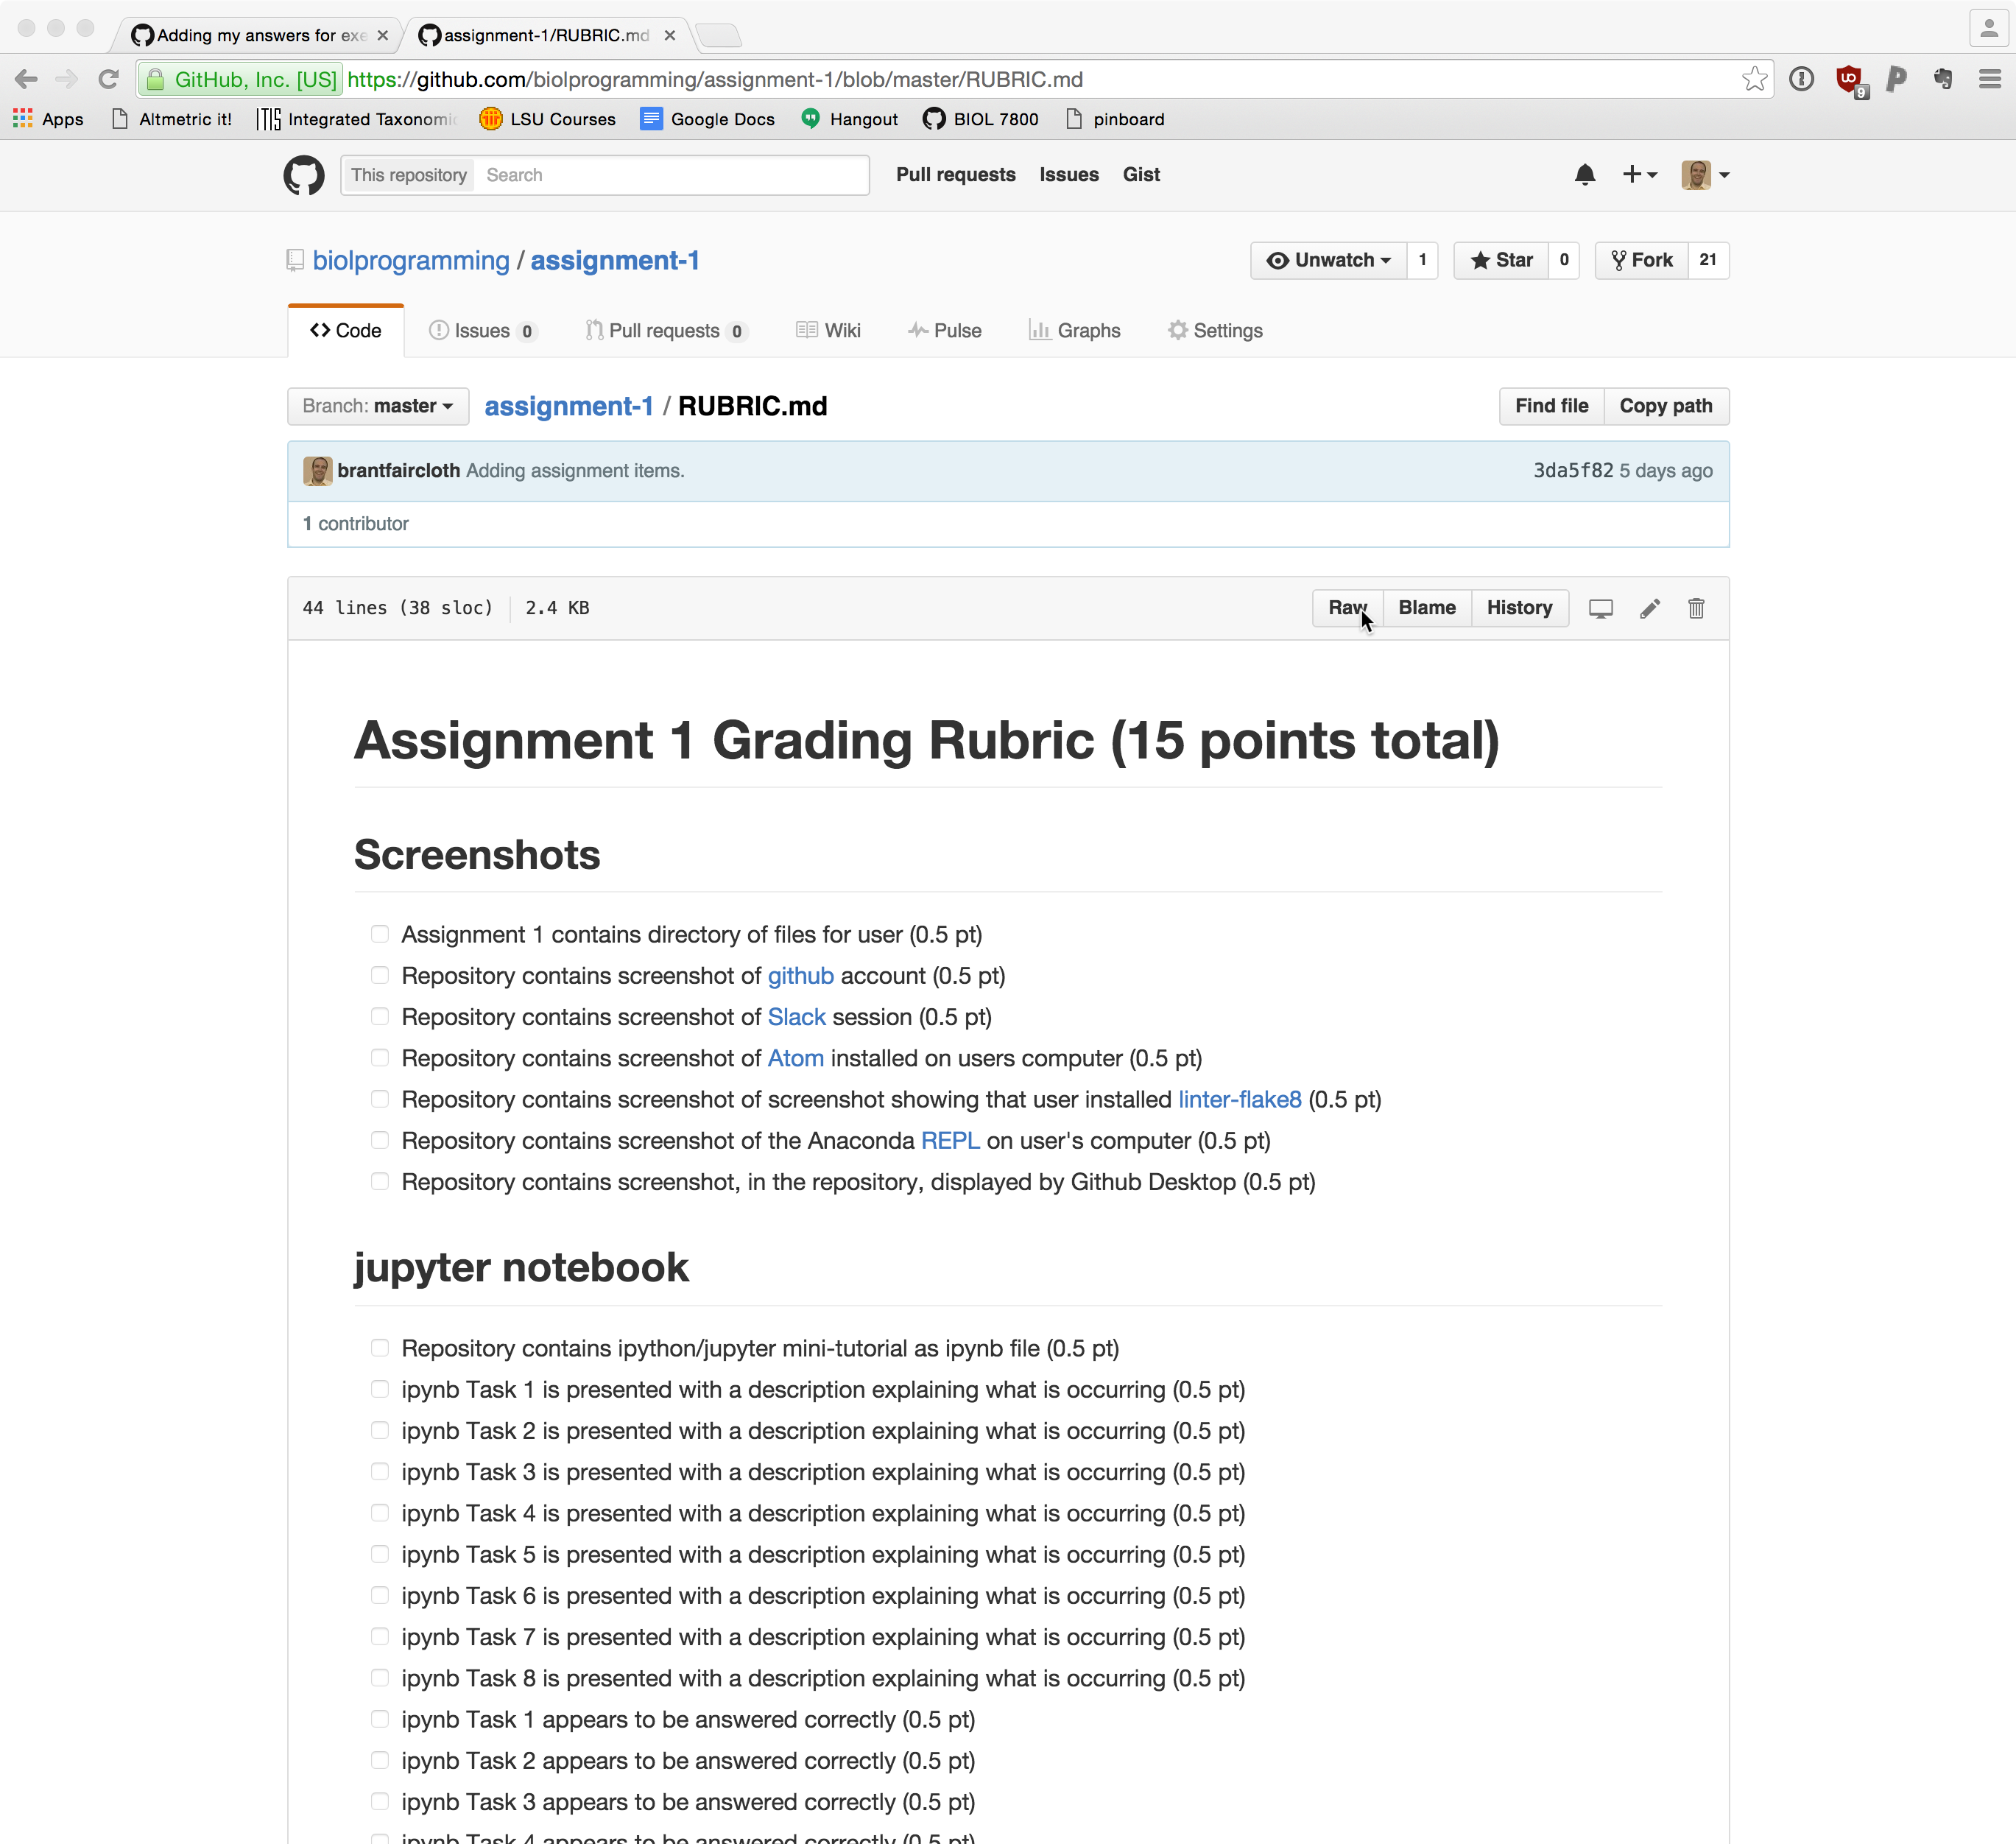 Adding my answers for exe
assignment-1/RUBRIC.md
GitHub, Inc. [US] https://github.com/biolprogramming/assignment-1/blob/master/RUBRIC.md
9
Apps Altmetric it! Integrated Taxonomic LSU Courses Google Docs Hangout BIOL 7800 pinboard
This repository Search Pull requests Issues Gist
biolprogramming / assignment-1 Unwatch 1 Star 0 Fork 21
Code Issues 0 Pull requests 0 Wiki Pulse Graphs Settings
Branch: master assignment-1 / RUBRIC.md Find file Copy path
brantfaircloth Adding assignment items. 3da5f82 5 days ago
1 contributor
44 lines (38 sloc) 2.4 KB Raw Blame History
Assignment 1 Grading Rubric (15 points total)
Screenshots
Assignment 1 contains directory of files for user (0.5 pt)
Repository contains screenshot of github account (0.5 pt)
Repository contains screenshot of Slack session (0.5 pt)
Repository contains screenshot of Atom installed on users computer (0.5 pt)
Repository contains screenshot of screenshot showing that user installed linter-flake8 (0.5 pt)
Repository contains screenshot of the Anaconda REPL on user's computer (0.5 pt)
Repository contains screenshot, in the repository, displayed by Github Desktop (0.5 pt)
jupyter notebook
Repository contains ipython/jupyter mini-tutorial as ipynb file (0.5 pt)
ipynb Task 1 is presented with a description explaining what is occurring (0.5 pt)
ipynb Task 2 is presented with a description explaining what is occurring (0.5 pt)
ipynb Task 3 is presented with a description explaining what is occurring (0.5 pt)
ipynb Task 4 is presented with a description explaining what is occurring (0.5 pt)
ipynb Task 5 is presented with a description explaining what is occurring (0.5 pt)
ipynb Task 6 is presented with a description explaining what is occurring (0.5 pt)
ipynb Task 7 is presented with a description explaining what is occurring (0.5 pt)
ipynb Task 8 is presented with a description explaining what is occurring (0.5 pt)
ipynb Task 1 appears to be answered correctly (0.5 pt)
ipynb Task 2 appears to be answered correctly (0.5 pt)
ipynb Task 3 appears to be answered correctly (0.5 pt)
ipynb Task 4 appears to be answered correctly (0.5 pt)